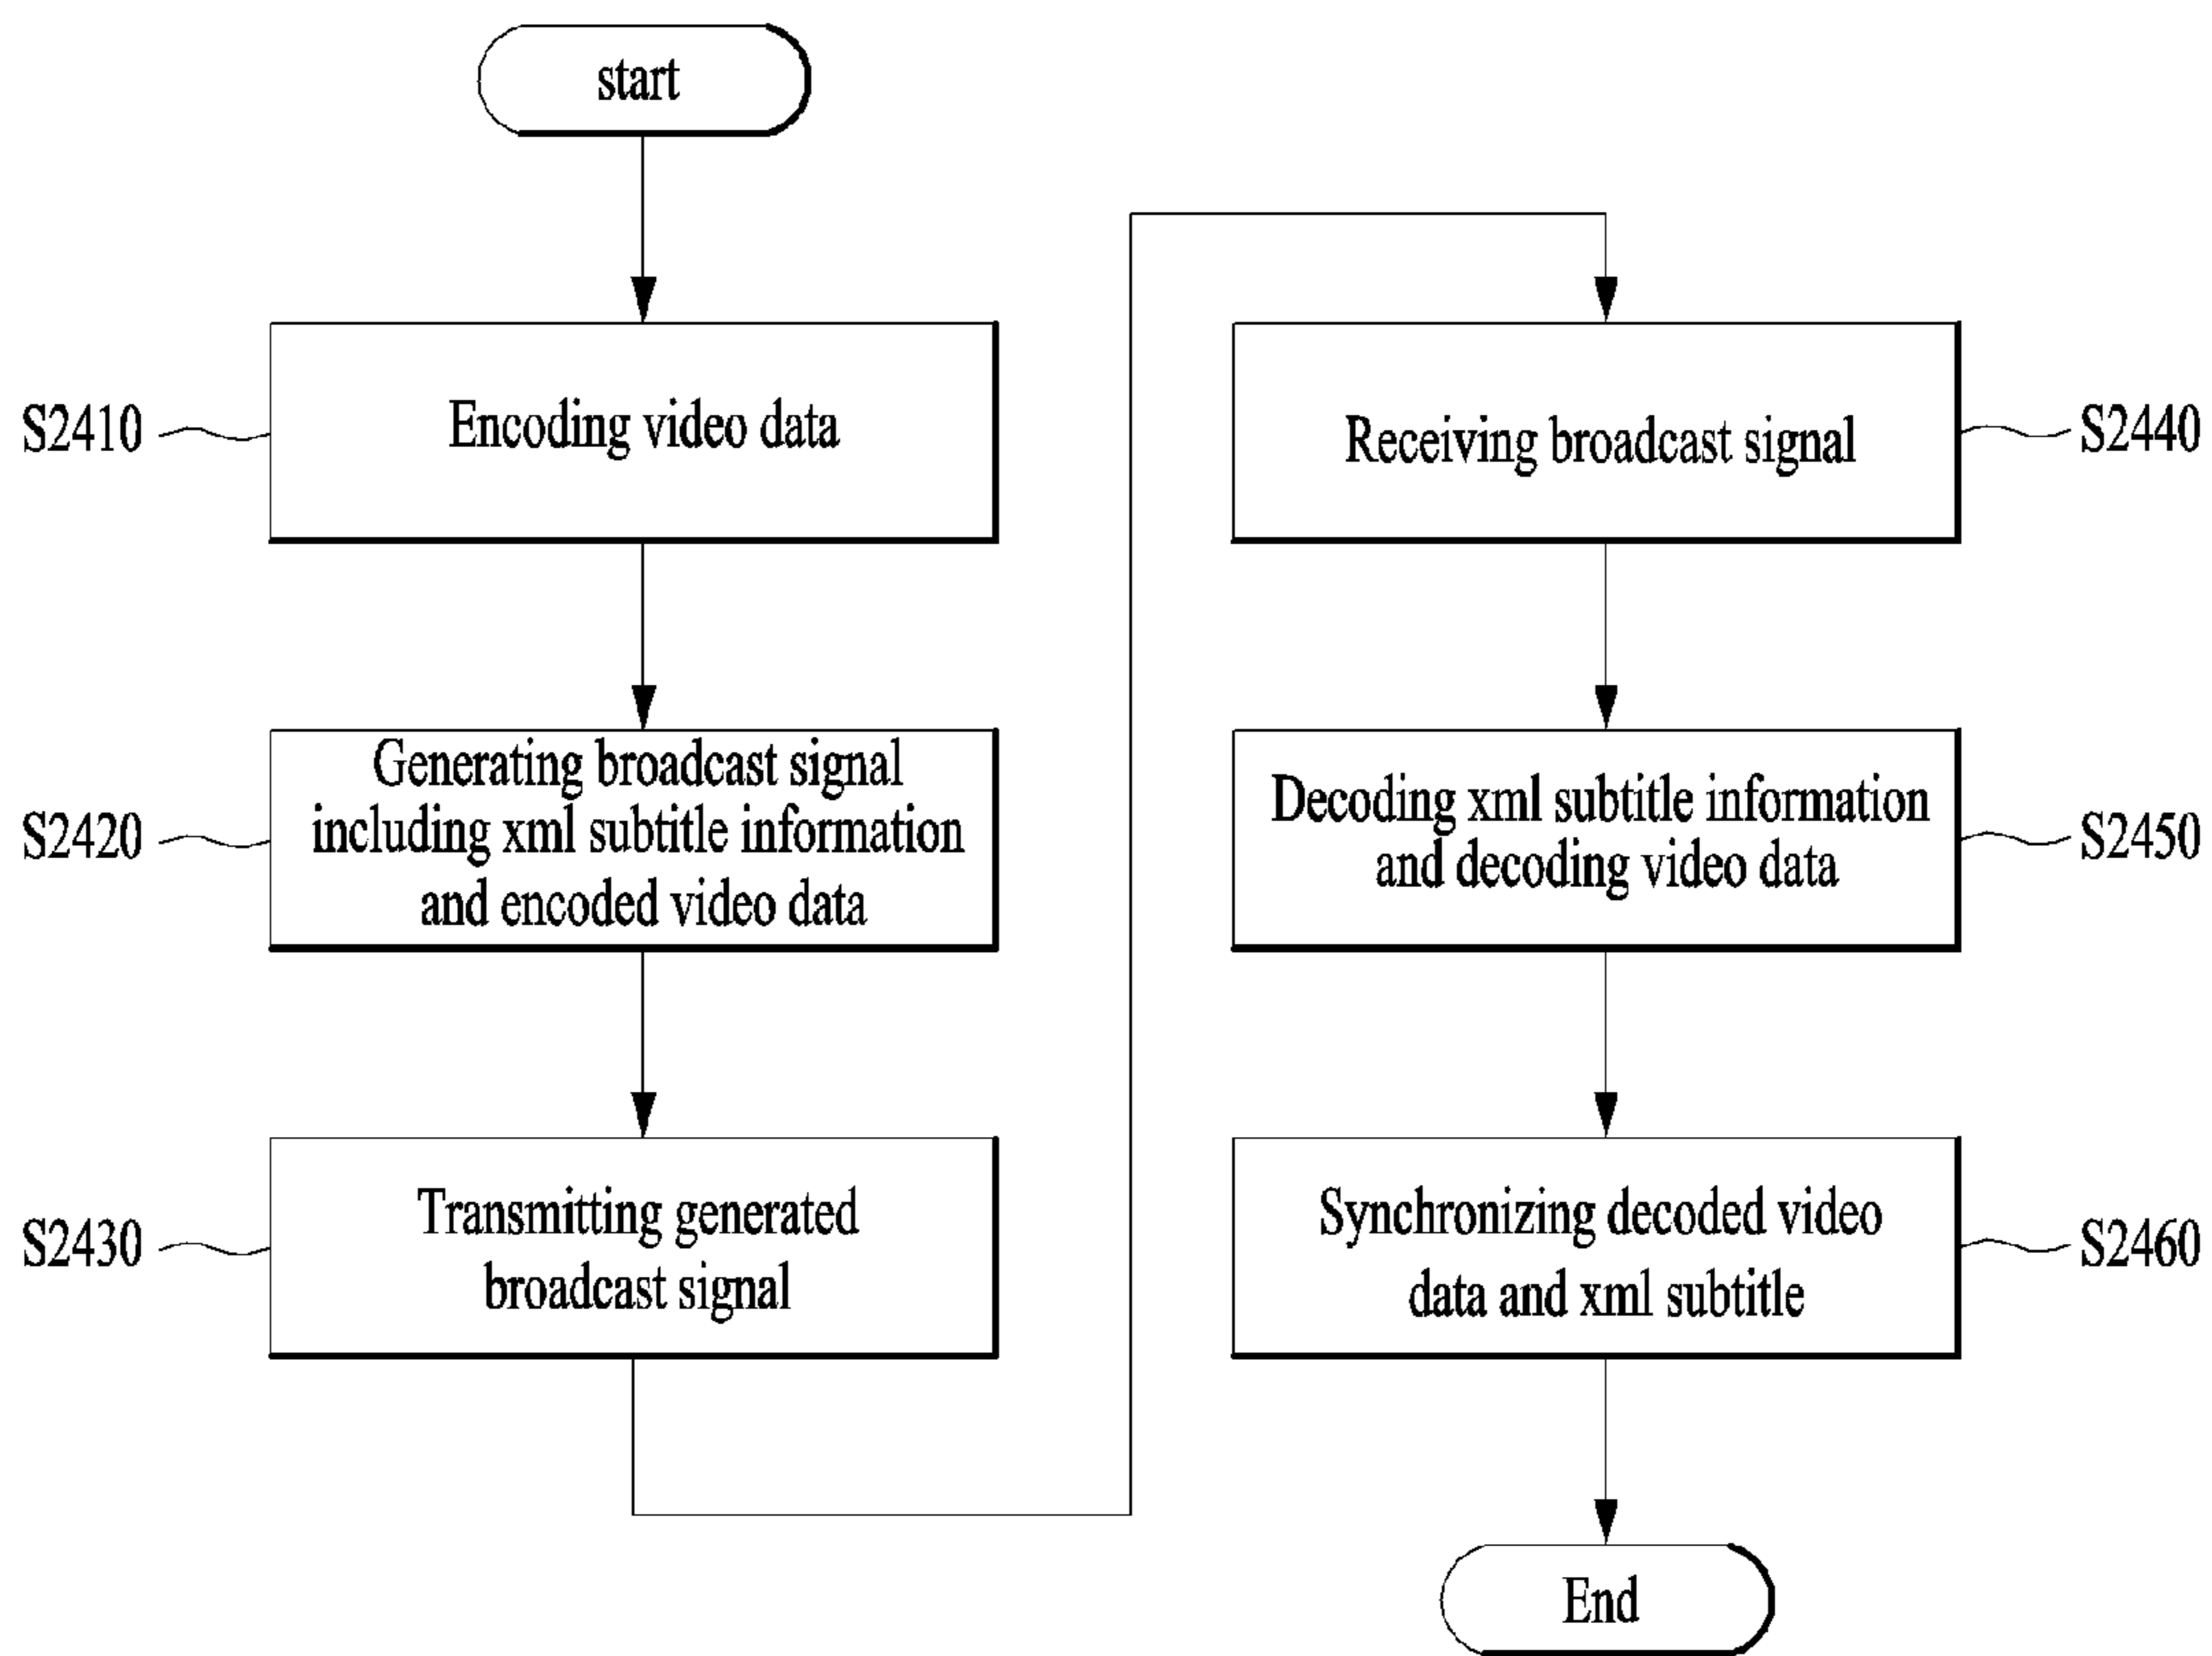 start
S2410
Encoding video data
S2420
Generating broadcast signal
including xml subtitle information
and encoded video data
S2430
Transmitting generated
broadcast signal
Receiving broadcast signal
S2440
Decoding xml subtitle information
and decoding video data
S2450
Synchronizing decoded video
data and xml subtitle
S2460
End